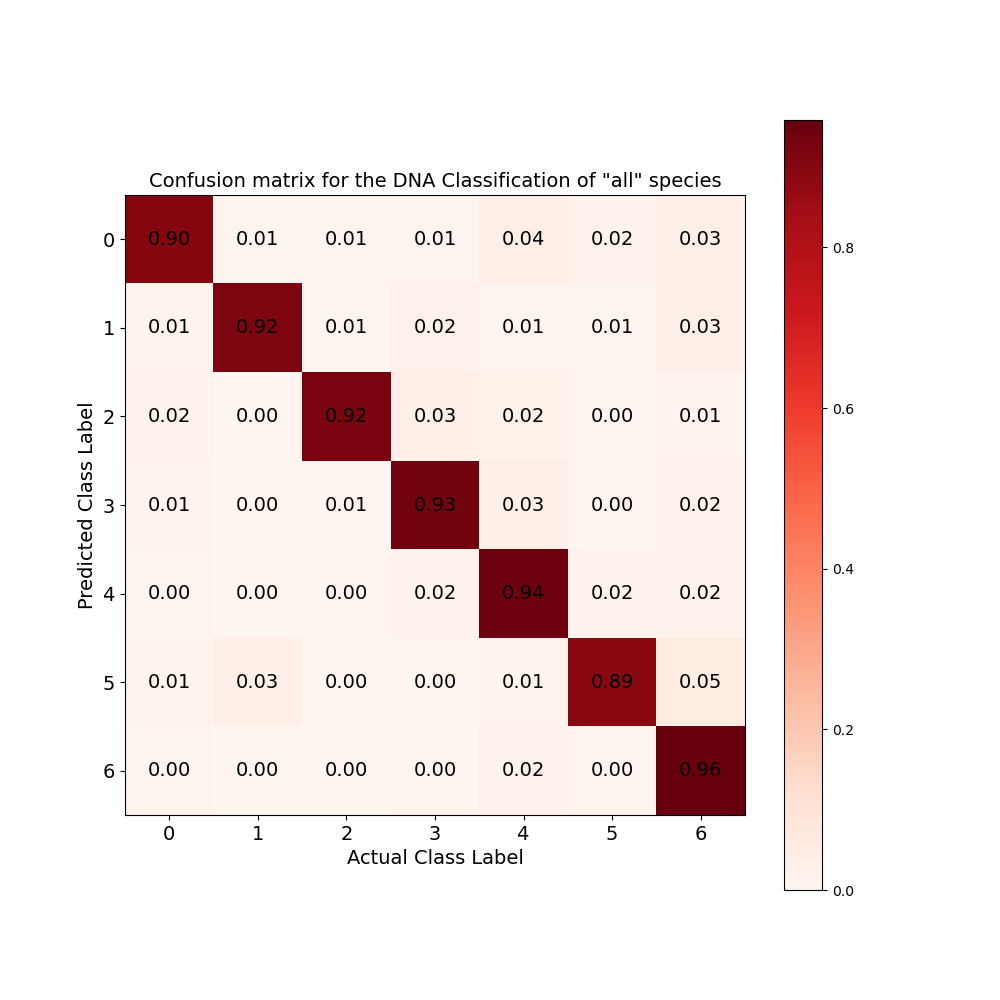 Confusion matrix for the DNA Classification of "all" species
0 0.90 0.01 0.01 0.01 0.04 0.02 0.03
1 0.01 0.92 0.01 0.02 0.01 0.01 0.03
2 0.02 0.00 0.92 0.03 0.02 0.00 0.01
3 0.01 0.00 0.01 0.93 0.03 0.00 0.02
4 0.00 0.00 0.00 0.02 0.94 0.02 0.02
5 0.01 0.03 0.00 0.00 0.01 0.89 0.05
6 0.00 0.00 0.00 0.00 0.02 0.00 0.96
0 1 2 3 4 5 6
Actual Class Label
Predicted Class Label
0.8
0.6
0.4
0.2
0.0